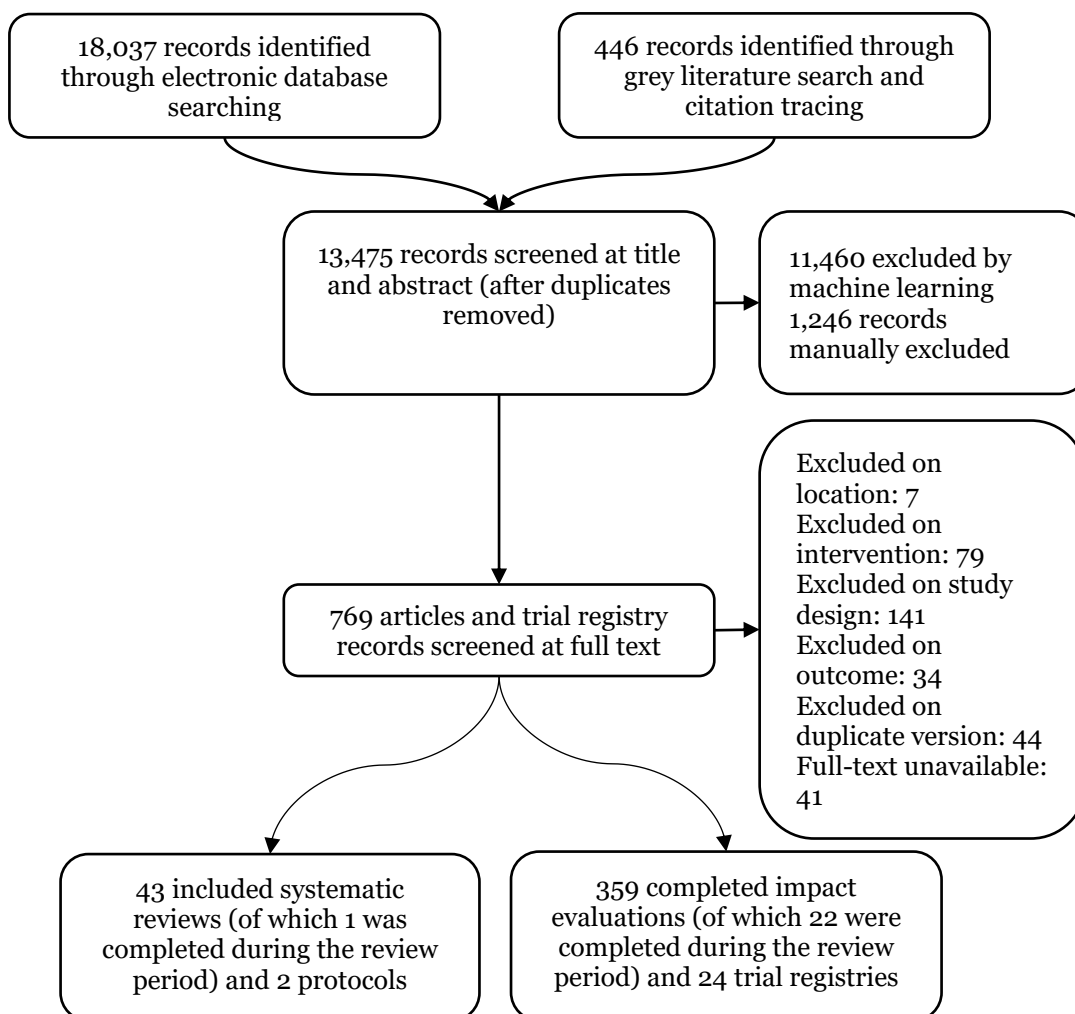 18,037 records identified
through electronic database
searching
446 records identified through
grey literature search and
citation tracing
13,475 records screened at title
and abstract (after duplicates
removed)
11,460 excluded by
machine learning
1,246 records
manually excluded
Excluded on
location: 7
Excluded on
intervention: 79
Excluded on study
design: 141
Excluded on
outcome: 34
Excluded on
duplicate version: 44
Full-text unavailable:
41
769 articles and trial registry
records screened at full text
43 included systematic
reviews (of which 1 was
completed during the review
period) and 2 protocols
359 completed impact
evaluations (of which 22 were
completed during the review
period) and 24 trial registries